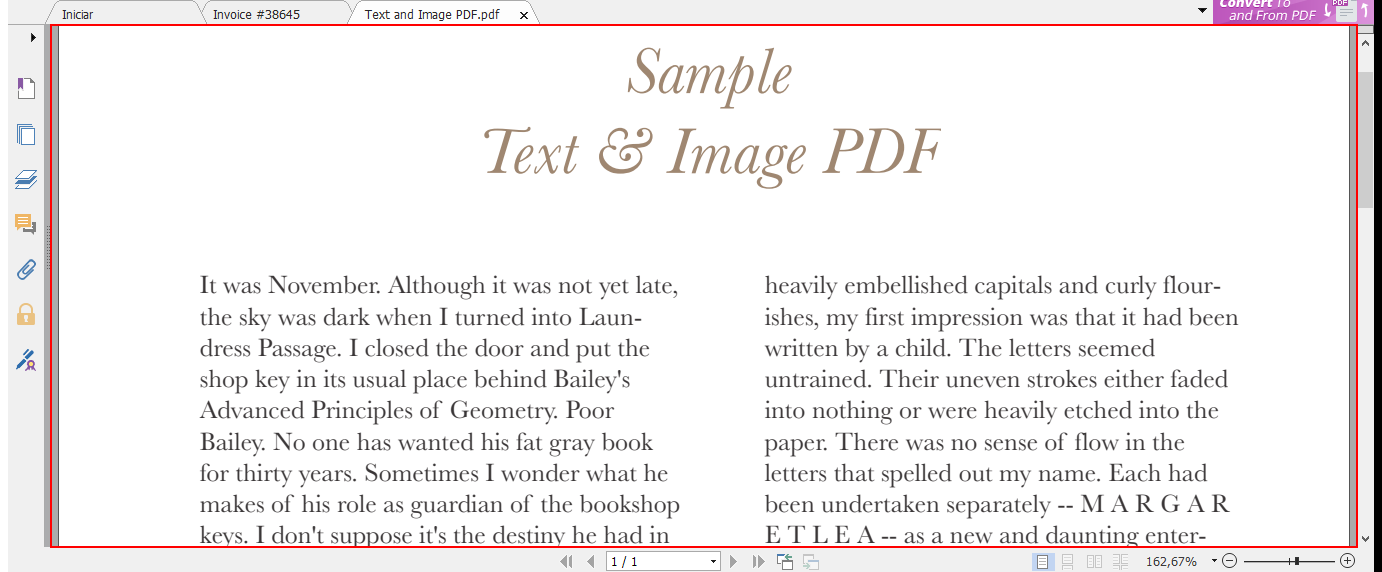 Iniciar
Invoice #38645
Text and Image PDF.pdf
Convert To
and From PDF
PDF
Sample
Text & Image PDF
It was November. Although it was not yet late,
the sky was dark when I turned into Laun-
dress Passage. I closed the door and put the
shop key in its usual place behind Bailey's
Advanced Principles of Geometry. Poor
Bailey. No one has wanted his fat gray book
for thirty years. Sometimes I wonder what he
makes of his role as guardian of the bookshop
keys. I don't suppose it's the destiny he had in
heavily embellished capitals and curly flour-
ishes, my first impression was that it had been
written by a child. The letters seemed
untrained. Their uneven strokes either faded
into nothing or were heavily etched into the
paper. There was no sense of flow in the
letters that spelled out my name. Each had
been undertaken separately -- M A R G A R
E T L E A -- as a new and daunting enter-
1 / 1
162,67%